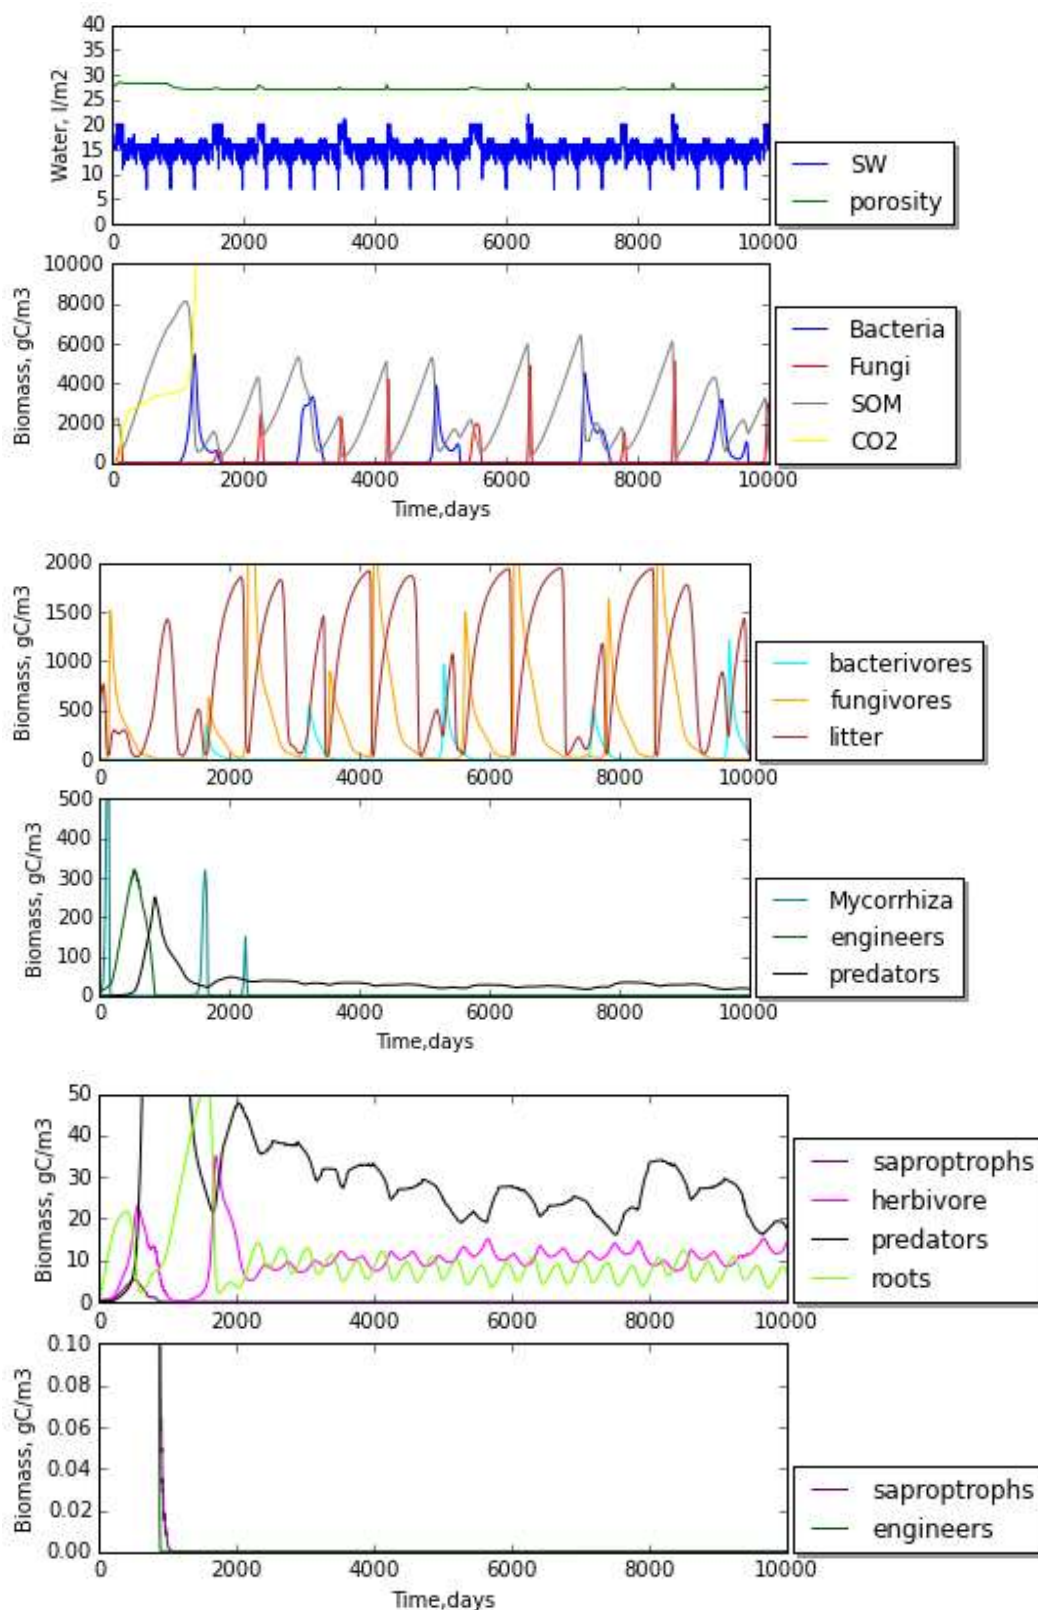 40
35
30
25
20
15
10
5
0
Water, l/m2
0 2000 4000 6000 8000 10000
SW
porosity
10000
8000
6000
4000
2000
0
Biomass, gC/m3
0 2000 4000 6000 8000 10000
Time,days
Bacteria
Fungi
SOM
CO2
2000
1500
1000
500
0
Biomass, gC/m3
0 2000 4000 6000 8000 10000
bacterivores
fungivores
litter
500
400
300
200
100
0
Biomass, gC/m3
0 2000 4000 6000 8000 10000
Time,days
Mycorrhiza
engineers
predators
50
40
30
20
10
0
Biomass, gC/m3
0 2000 4000 6000 8000 10000
saproptrophs
herbivore
predators
roots
0.10
0.08
0.06
0.04
0.02
0.00
Biomass, gC/m3
0 2000 4000 6000 8000 10000
Time,days
saproptrophs
engineers